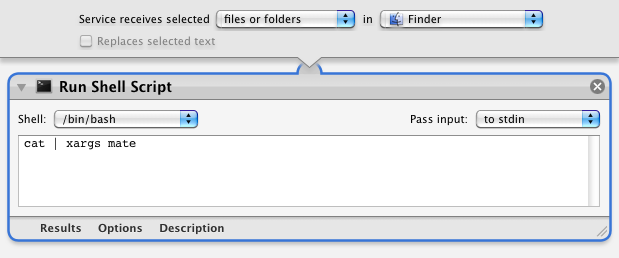 Service receives selected files or folders in Finder
Replaces selected text
Run Shell Script
Shell: /bin/bash Pass input: to stdin
cat | xargs mate
Results Options Description